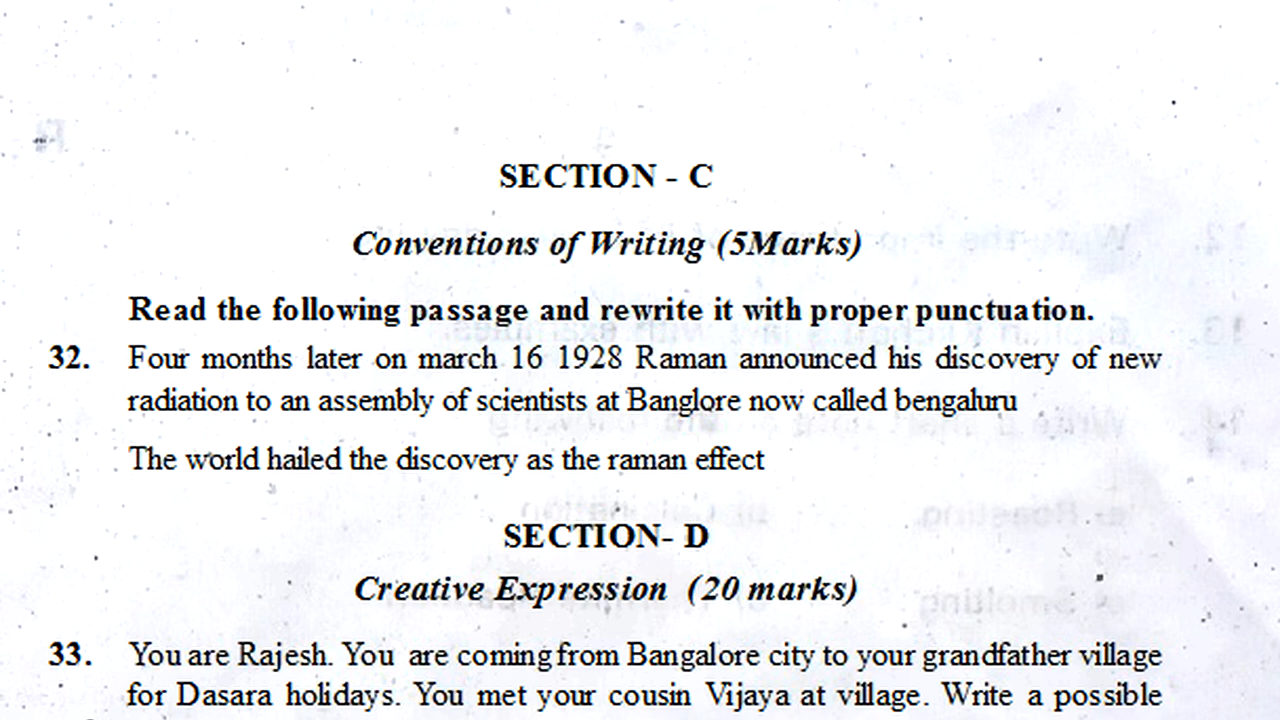 SECTION - C
Conventions of Writing (5Marks)
Read the following passage and rewrite it with proper punctuation.
32. Four months later on march 16 1928 Raman announced his discovery of new
radiation to an assembly of scientists at Banglore now called bengaluru
The world hailed the discovery as the raman effect
SECTION- D
Creative Expression (20 marks)
33. You are Rajesh. You are coming from Bangalore city to your grandfather village
for Dasara holidays. You met your cousin Vijaya at village. Write a possible